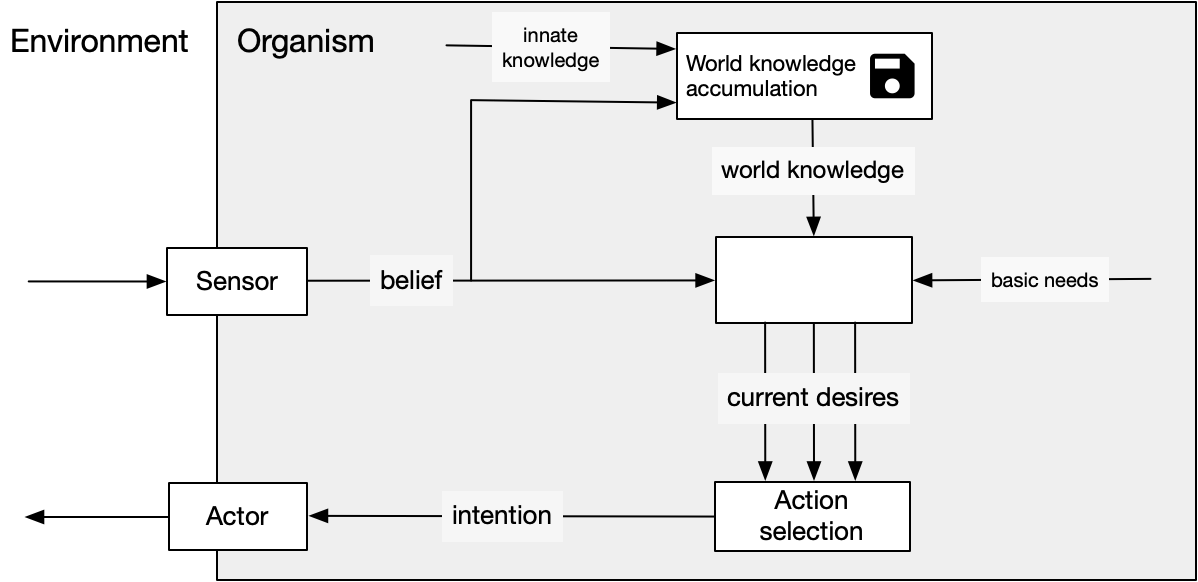 Environment
Organism
innate
knowledge
World knowledge
accumulation
world knowledge
Sensor
belief
basic needs
current desires
Actor
intention
Action
selection